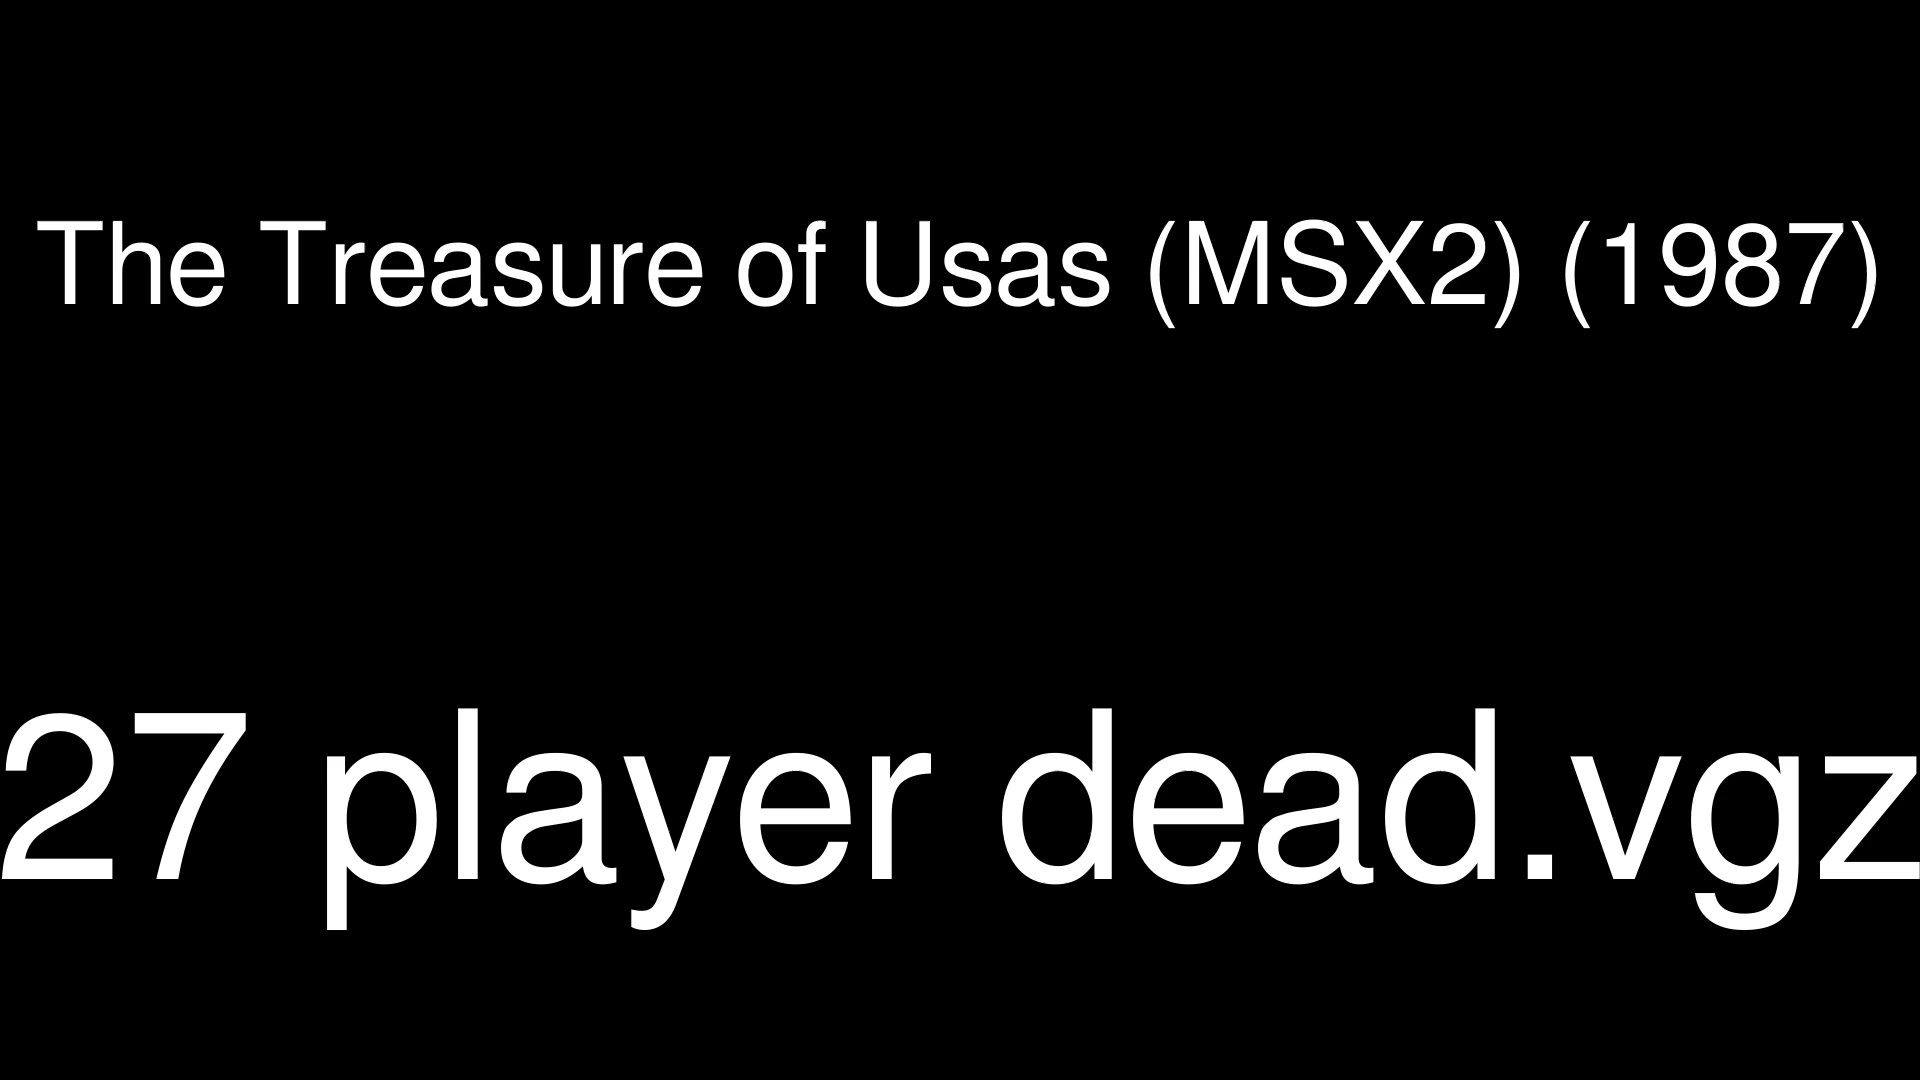 The Treasure of Usas (MSX2) (1987)
27 player dead.vgz